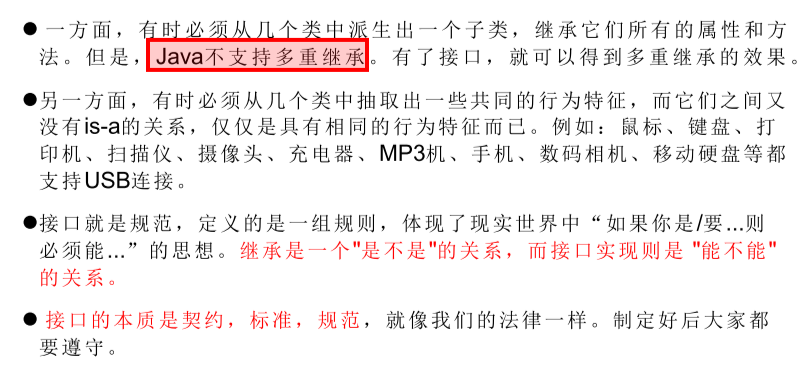 ● 一方面，有时必须从几个类中派生出一个子类，继承它们所有的属性和方
法。但是，Java不支持多重继承。有了接口，就可以得到多重继承的效果。
●另一方面，有时必须从几个类中抽取出一些共同的行为特征，而它们之间又
没有is-a的关系，仅仅是具有相同的行为特征而已。例如：鼠标、键盘、打
印机、扫描仪、摄像头、充电器、MP3机、手机、数码相机、移动硬盘等都
支持USB连接。
●接口就是规范，定义的是一组规则，体现了现实世界中“如果你是/要...则
必须能...”的思想。继承是一个"是不是"的关系，而接口实现则是 "能不能"
的关系。
● 接口的本质是契约，标准，规范，就像我们的法律一样。制定好后大家都
要遵守。